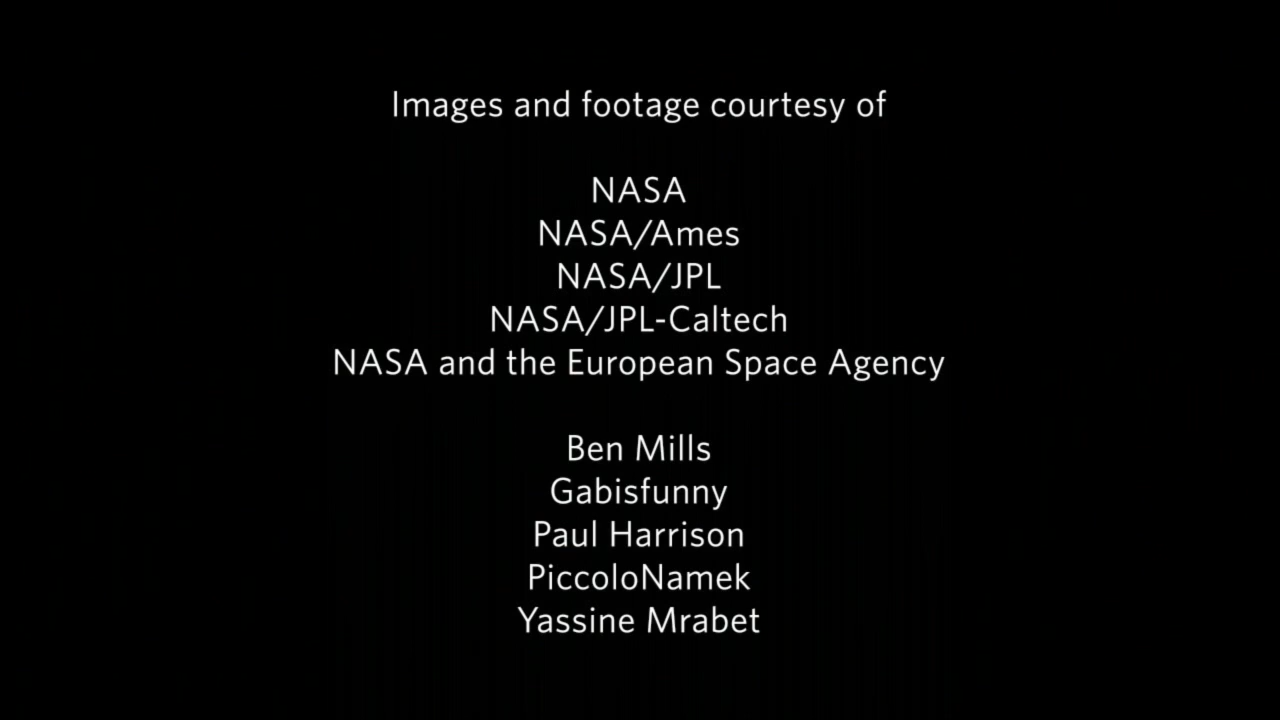 Images and footage courtesy of
NASA
NASA/Ames
NASA/JPL
NASA/JPL-Caltech
NASA and the European Space Agency
Ben Mills
Gabisfunny
Paul Harrison
PiccoloNamek
Yassine Mrabet